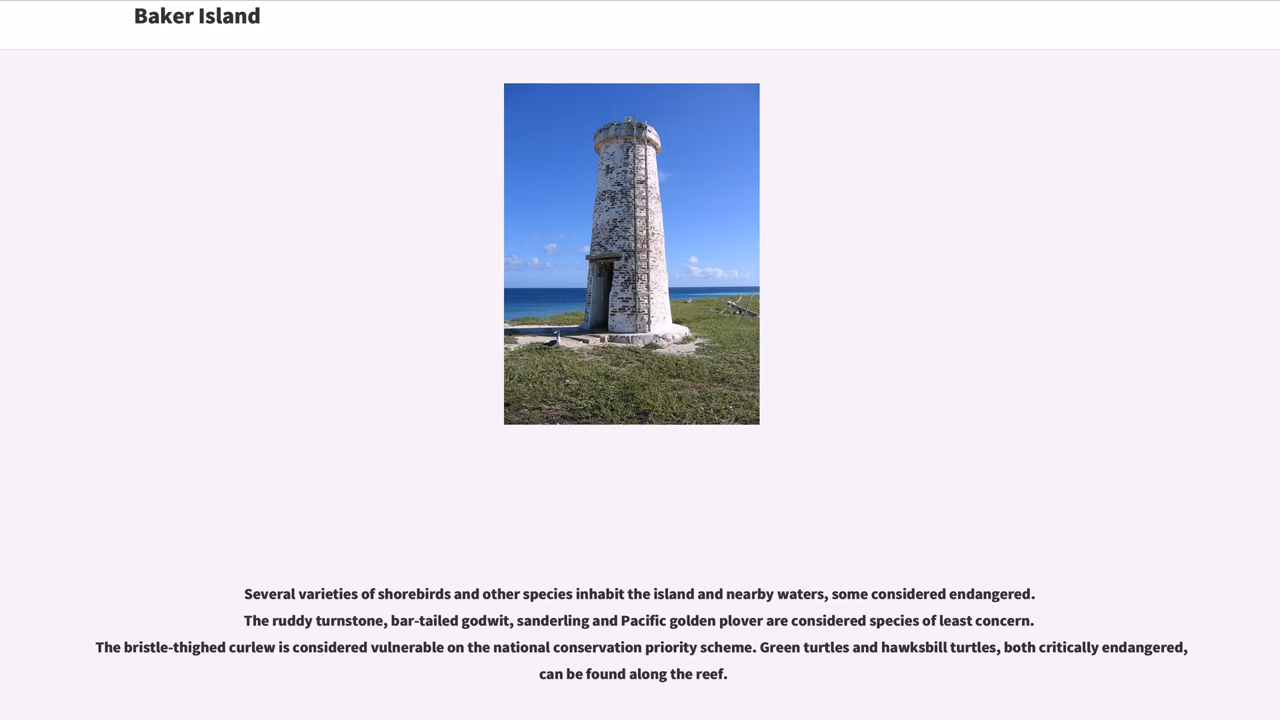 Baker Island
Several varieties of shorebirds and other species inhabit the island and nearby waters, some considered endangered.
The ruddy turnstone, bar-tailed godwit, sanderling and Pacific golden plover are considered species of least concern.
The bristle-thighed curlew is considered vulnerable on the national conservation priority scheme. Green turtles and hawksbill turtles, both critically endangered,
can be found along the reef.